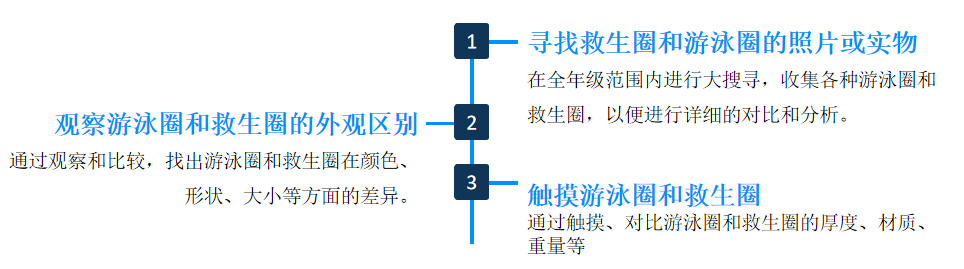 1
寻找救生圈和游泳圈的照片或实物
在全年级范围内进行大搜寻，收集各种游泳圈和
救生圈，以便进行详细的对比和分析。
2
观察游泳圈和救生圈的外观区别
通过观察和比较，找出游泳圈和救生圈在颜色、
形状、大小等方面的差异。
3
触摸游泳圈和救生圈
通过触摸、对比游泳圈和救生圈的厚度、材质、
重量等